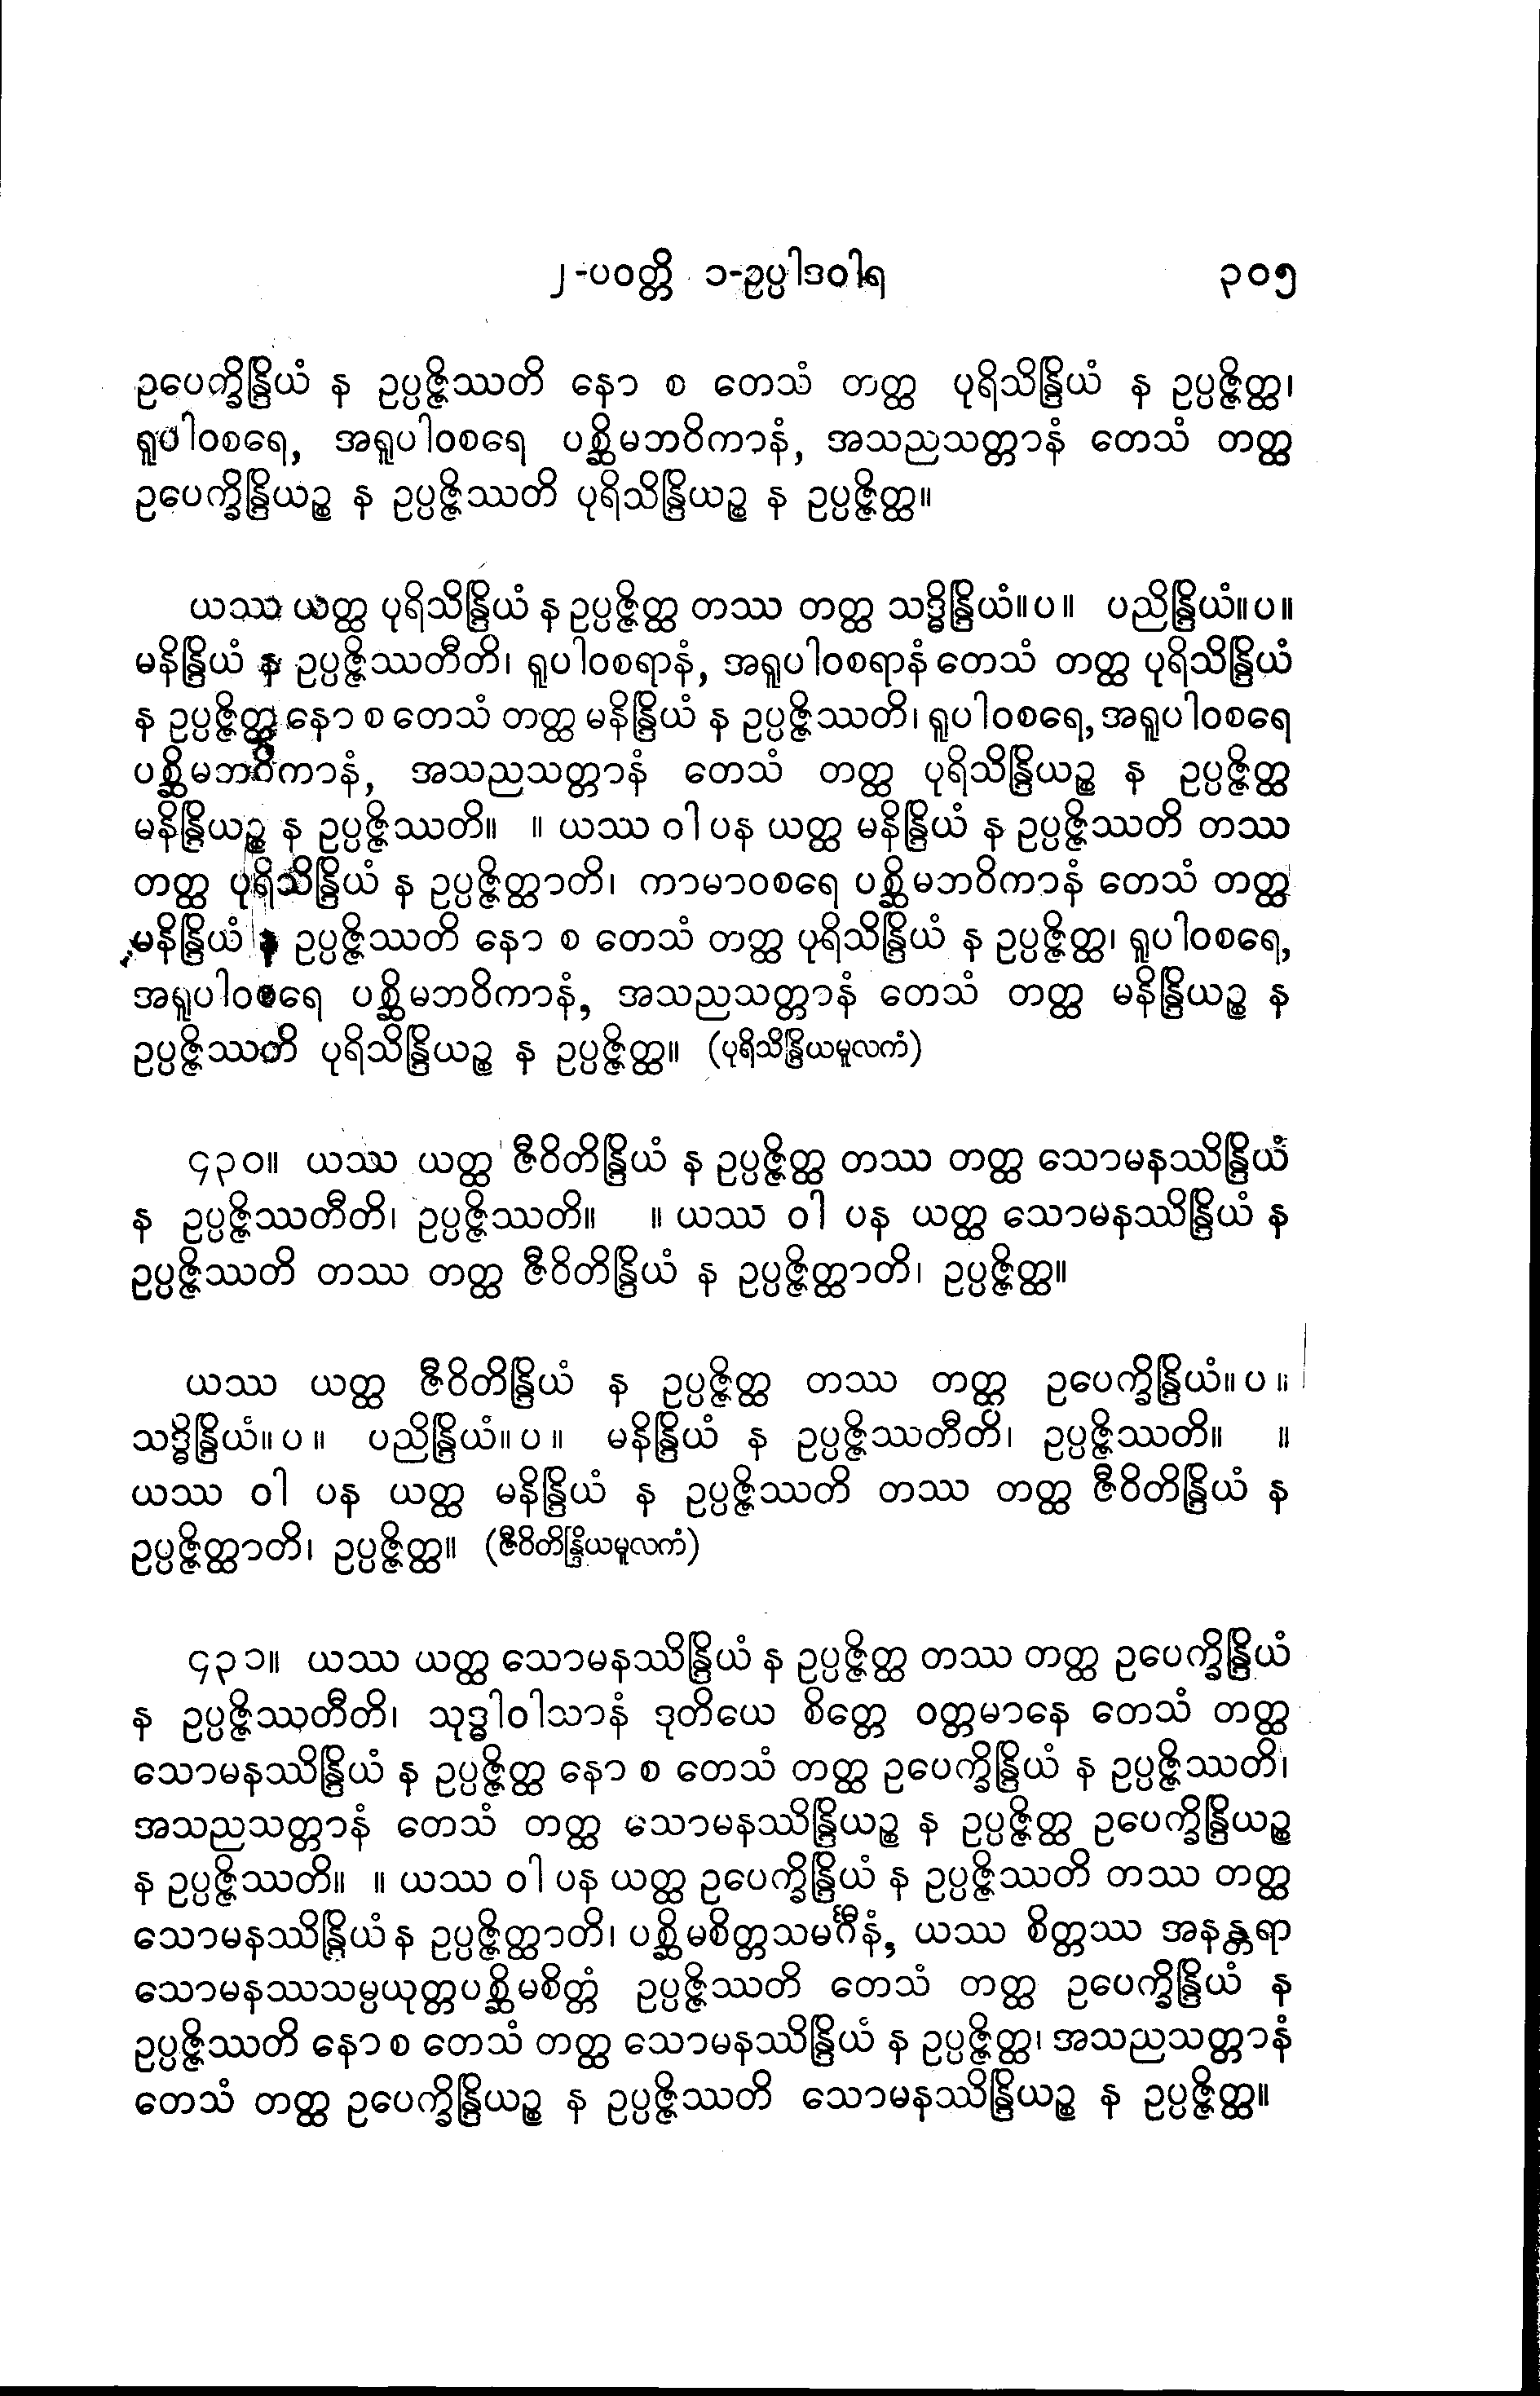 ၂-ပဝတ္တိ ၁-ဥပ္ပါဒဝါရ ၃၀၅
ဥပေက္ခိန္ဒြိယံ န ဥပ္ပဇ္ဇိဿတိ နော စ တေသံ တတ္ထ ပုရိသိန္ဒြိယံ န ဥပ္ပဇ္ဇိတ္ထ၊
ရူပါဝစရေ, အရူပါဝစရေ ပစ္ဆိမဘဝိကာနံ, အသညသတ္တာနံ တေသံ တတ္ထ
ဥပေက္ခိန္ဒြိယဉ္စ န ဥပ္ပဇ္ဇိဿတိ ပုရိသိန္ဒြိယဉ္စ န ဥပ္ပဇ္ဇိတ္ထ။
ယဿ ယတ္ထ ပုရိသိန္ဒြိယံ န ဥပ္ပဇ္ဇိတ္ထ တဿ တတ္ထ သဒ္ဓိန္ဒြိယံ။ပ။ ပညိန္ဒြိယံ။ပ။
မနိန္ဒြိယံ န ဥပ္ပဇ္ဇိဿတီတိ၊ ရူပါဝစရာနံ, အရူပါဝစရာနံ တေသံ တတ္ထ ပုရိသိန္ဒြိယံ
န ဥပ္ပဇ္ဇိတ္ထ နော စ တေသံ တတ္ထ မနိန္ဒြိယံ န ဥပ္ပဇ္ဇိဿတိ၊ ရူပါဝစရေ, အရူပါဝစရေ
ပစ္ဆိမဘဝိကာနံ, အသညသတ္တာနံ တေသံ တတ္ထ ပုရိသိန္ဒြိယဉ္စ န ဥပ္ပဇ္ဇိတ္ထ
မနိန္ဒြိယဉ္စ န ဥပ္ပဇ္ဇိဿတိ။ ။ ယဿ ဝါ ပန ယတ္ထ မနိန္ဒြိယံ န ဥပ္ပဇ္ဇိဿတိ တဿ
တတ္ထ ပုရိသိန္ဒြိယံ န ဥပ္ပဇ္ဇိတ္ထာတိ၊ ကာမာဝစရေ ပစ္ဆိမဘဝိကာနံ တေသံ တတ္ထ
မနိန္ဒြိယံ န ဥပ္ပဇ္ဇိဿတိ နော စ တေသံ တတ္ထ ပုရိသိန္ဒြိယံ န ဥပ္ပဇ္ဇိတ္ထ၊ ရူပါဝစရေ,
အရူပါဝစရေ ပစ္ဆိမဘဝိကာနံ, အသညသတ္တာနံ တေသံ တတ္ထ မနိန္ဒြိယဉ္စ န
ဥပ္ပဇ္ဇိဿတိ ပုရိသိန္ဒြိယဉ္စ န ဥပ္ပဇ္ဇိတ္ထ။ (ပုရိသိန္ဒြိယမူလကံ)
၄၃၀။ ယဿ ယတ္ထ ဇီဝိတိန္ဒြိယံ န ဥပ္ပဇ္ဇိတ္ထ တဿ တတ္ထ သောမနဿိန္ဒြိယံ
န ဥပ္ပဇ္ဇိဿတီတိ၊ ဥပ္ပဇ္ဇိဿတိ။ ။ ယဿ ဝါ ပန ယတ္ထ သောမနဿိန္ဒြိယံ န
ဥပ္ပဇ္ဇိဿတိ တဿ တတ္ထ ဇီဝိတိန္ဒြိယံ န ဥပ္ပဇ္ဇိတ္ထာတိ၊ ဥပ္ပဇ္ဇိတ္ထ။
ယဿ ယတ္ထ ဇီဝိတိန္ဒြိယံ န ဥပ္ပဇ္ဇိတ္ထ တဿ တတ္ထ ဥပေက္ခိန္ဒြိယံ။ပ။
သဒ္ဓိန္ဒြိယံ။ပ။ ပညိန္ဒြိယံ။ပ။ မနိန္ဒြိယံ န ဥပ္ပဇ္ဇိဿတီတိ၊ ဥပ္ပဇ္ဇိဿတိ။ ။
ယဿ ဝါ ပန ယတ္ထ မနိန္ဒြိယံ န ဥပ္ပဇ္ဇိဿတိ တဿ တတ္ထ ဇီဝိတိန္ဒြိယံ န
ဥပ္ပဇ္ဇိတ္ထာတိ၊ ဥပ္ပဇ္ဇိတ္ထ။ (ဇီဝိတိန္ဒြိယမူလကံ)
၄၃၁။ ယဿ ယတ္ထ သောမနဿိန္ဒြိယံ န ဥပ္ပဇ္ဇိတ္ထ တဿ တတ္ထ ဥပေက္ခိန္ဒြိယံ
န ဥပ္ပဇ္ဇိဿတီတိ၊ သုဒ္ဓါဝါသာနံ ဒုတိယေ စိတ္တေ ဝတ္တမာနေ တေသံ တတ္ထ
သောမနဿိန္ဒြိယံ န ဥပ္ပဇ္ဇိတ္ထ နော စ တေသံ တတ္ထ ဥပေက္ခိန္ဒြိယံ န ဥပ္ပဇ္ဇိဿတိ၊
အသညသတ္တာနံ တေသံ တတ္ထ သောမနဿိန္ဒြိယဉ္စ န ဥပ္ပဇ္ဇိတ္ထ ဥပေက္ခိန္ဒြိယဉ္စ
န ဥပ္ပဇ္ဇိဿတိ။ ။ ယဿ ဝါ ပန ယတ္ထ ဥပေက္ခိန္ဒြိယံ န ဥပ္ပဇ္ဇိဿတိ တဿ တတ္ထ
သောမနဿိန္ဒြိယံ န ဥပ္ပဇ္ဇိတ္ထာတိ၊ ပစ္ဆိမစိတ္တသမင်္ဂီနံ, ယဿ စိတ္တဿ အနန္တရာ
သောမနဿသမ္ပယုတ္တပစ္ဆိမစိတ္တံ ဥပ္ပဇ္ဇိဿတိ တေသံ တတ္ထ ဥပေက္ခိန္ဒြိယံ န
ဥပ္ပဇ္ဇိဿတိ နော စ တေသံ တတ္ထ သောမနဿိန္ဒြိယံ န ဥပ္ပဇ္ဇိတ္ထ၊ အသညသတ္တာနံ
တေသံ တတ္ထ ဥပေက္ခိန္ဒြိယဉ္စ န ဥပ္ပဇ္ဇိဿတိ သောမနဿိန္ဒြိယဉ္စ န ဥပ္ပဇ္ဇိတ္ထ။